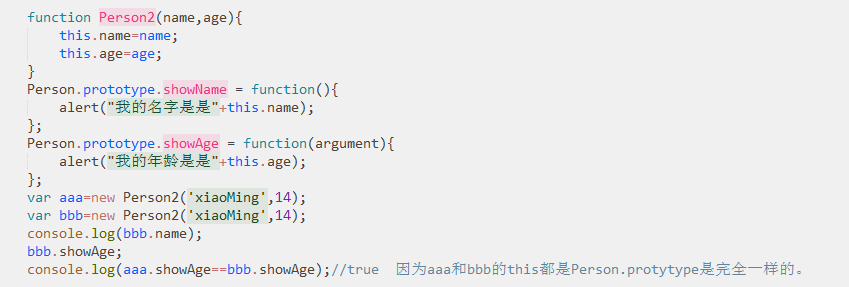 function Person2(name,age){
this.name=name;
this.age=age;
}
Person.prototype.showName = function(){
alert("我的名字是是"+this.name);
};
Person.prototype.showAge = function(argument){
alert("我的年龄是是"+this.age);
};
var aaa=new Person2('xiaoMing',14);
var bbb=new Person2('xiaoMing',14);
console.log(bbb.name);
bbb.showAge;
console.log(aaa.showAge==bbb.showAge);//true 因为aaa和bbb的this都是Person.protytype是完全一样的。